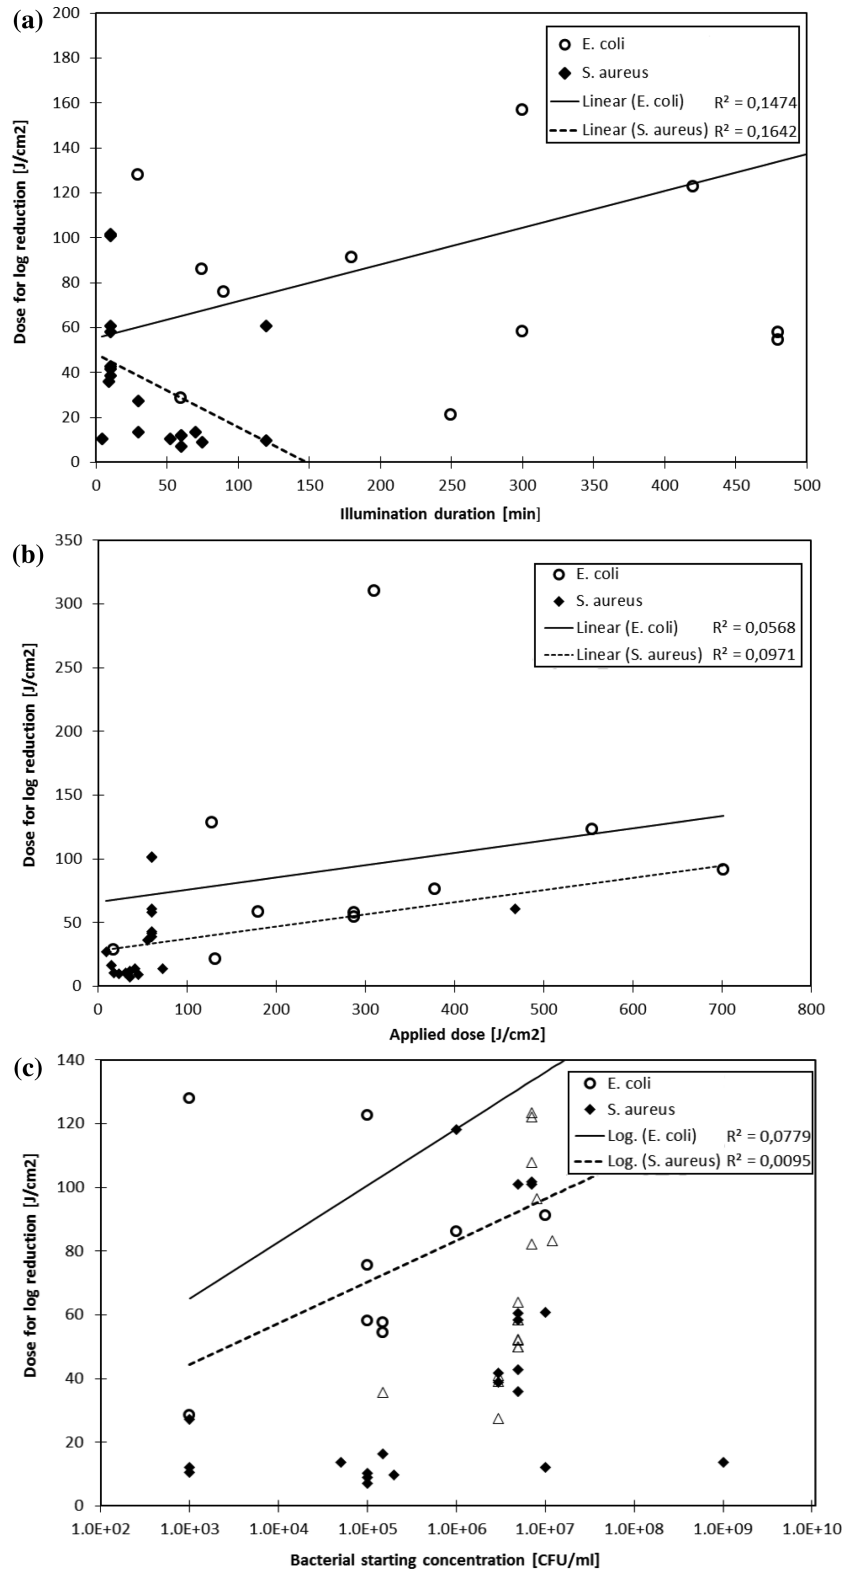 (a)
200
180
160
140
120
100
80
60
40
20
0
Dose for log reduction [J/cm2]
E. coli
S. aureus
Linear (E. coli) R² = 0,1474
Linear (S. aureus) R² = 0,1642
0 50 100 150 200 250 300 350 400 450 500
Illumination duration [min]
(b)
350
300
250
200
150
100
50
0
Dose for log reduction [J/cm2]
E. coli
S. aureus
Linear (E. coli) R² = 0,0568
Linear (S. aureus) R² = 0,0971
0 100 200 300 400 500 600 700 800
Applied dose [J/cm2]
(c)
140
120
100
80
60
40
20
0
Dose for log reduction [J/cm2]
E. coli
S. aureus
Log. (E. coli) R² = 0,0779
Log. (S. aureus) R² = 0,0095
1.0E+02 1.0E+03 1.0E+04 1.0E+05 1.0E+06 1.0E+07 1.0E+08 1.0E+09 1.0E+10
Bacterial starting concentration [CFU/ml]